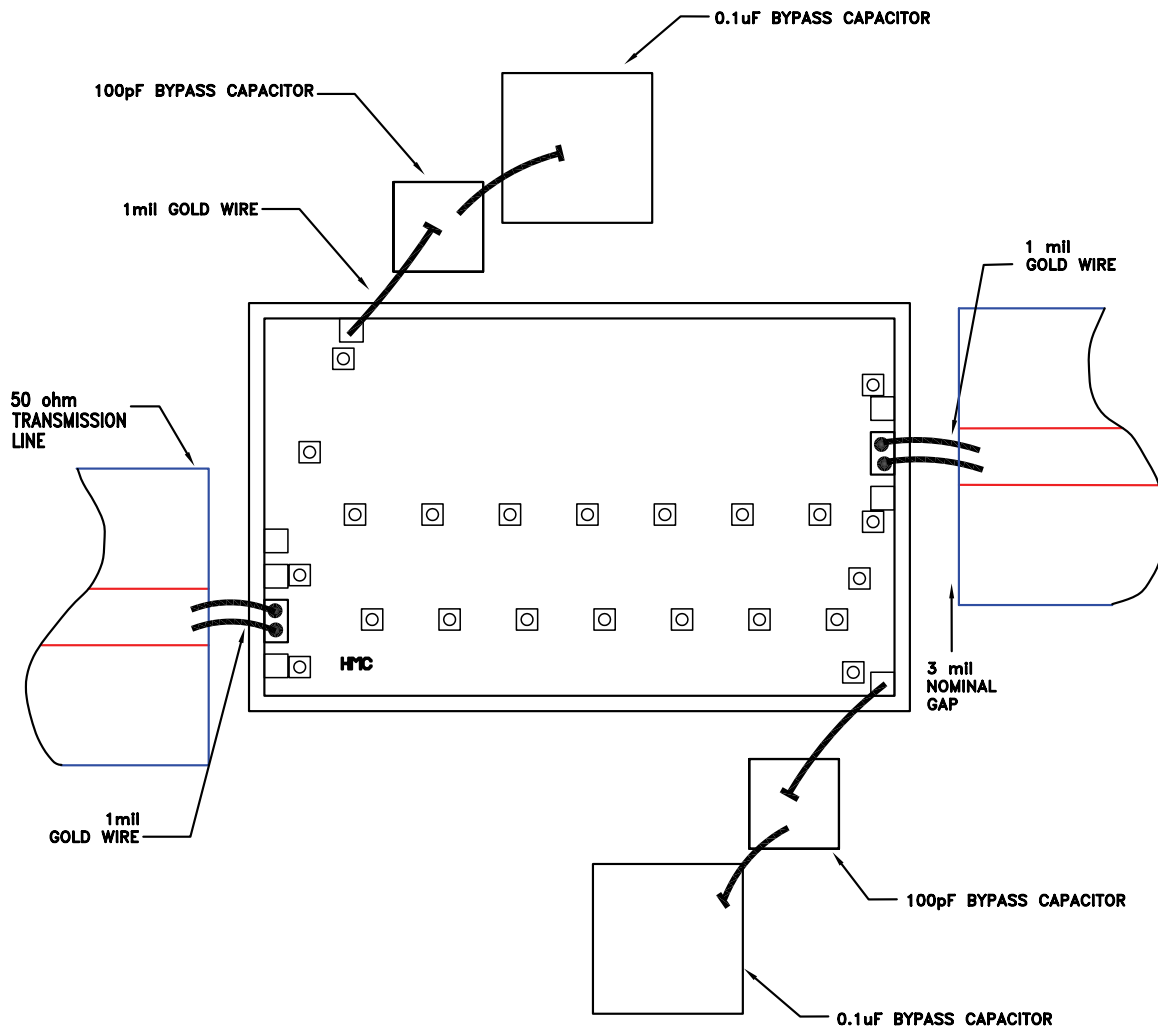 0.1uF BYPASS CAPACITOR
100pF BYPASS CAPACITOR
1mil GOLD WIRE
1 mil
GOLD WIRE
50 ohm
TRANSMISSION
LINE
HMC
3 mil
NOMINAL
GAP
1mil
GOLD WIRE
100pF BYPASS CAPACITOR
0.1uF BYPASS CAPACITOR